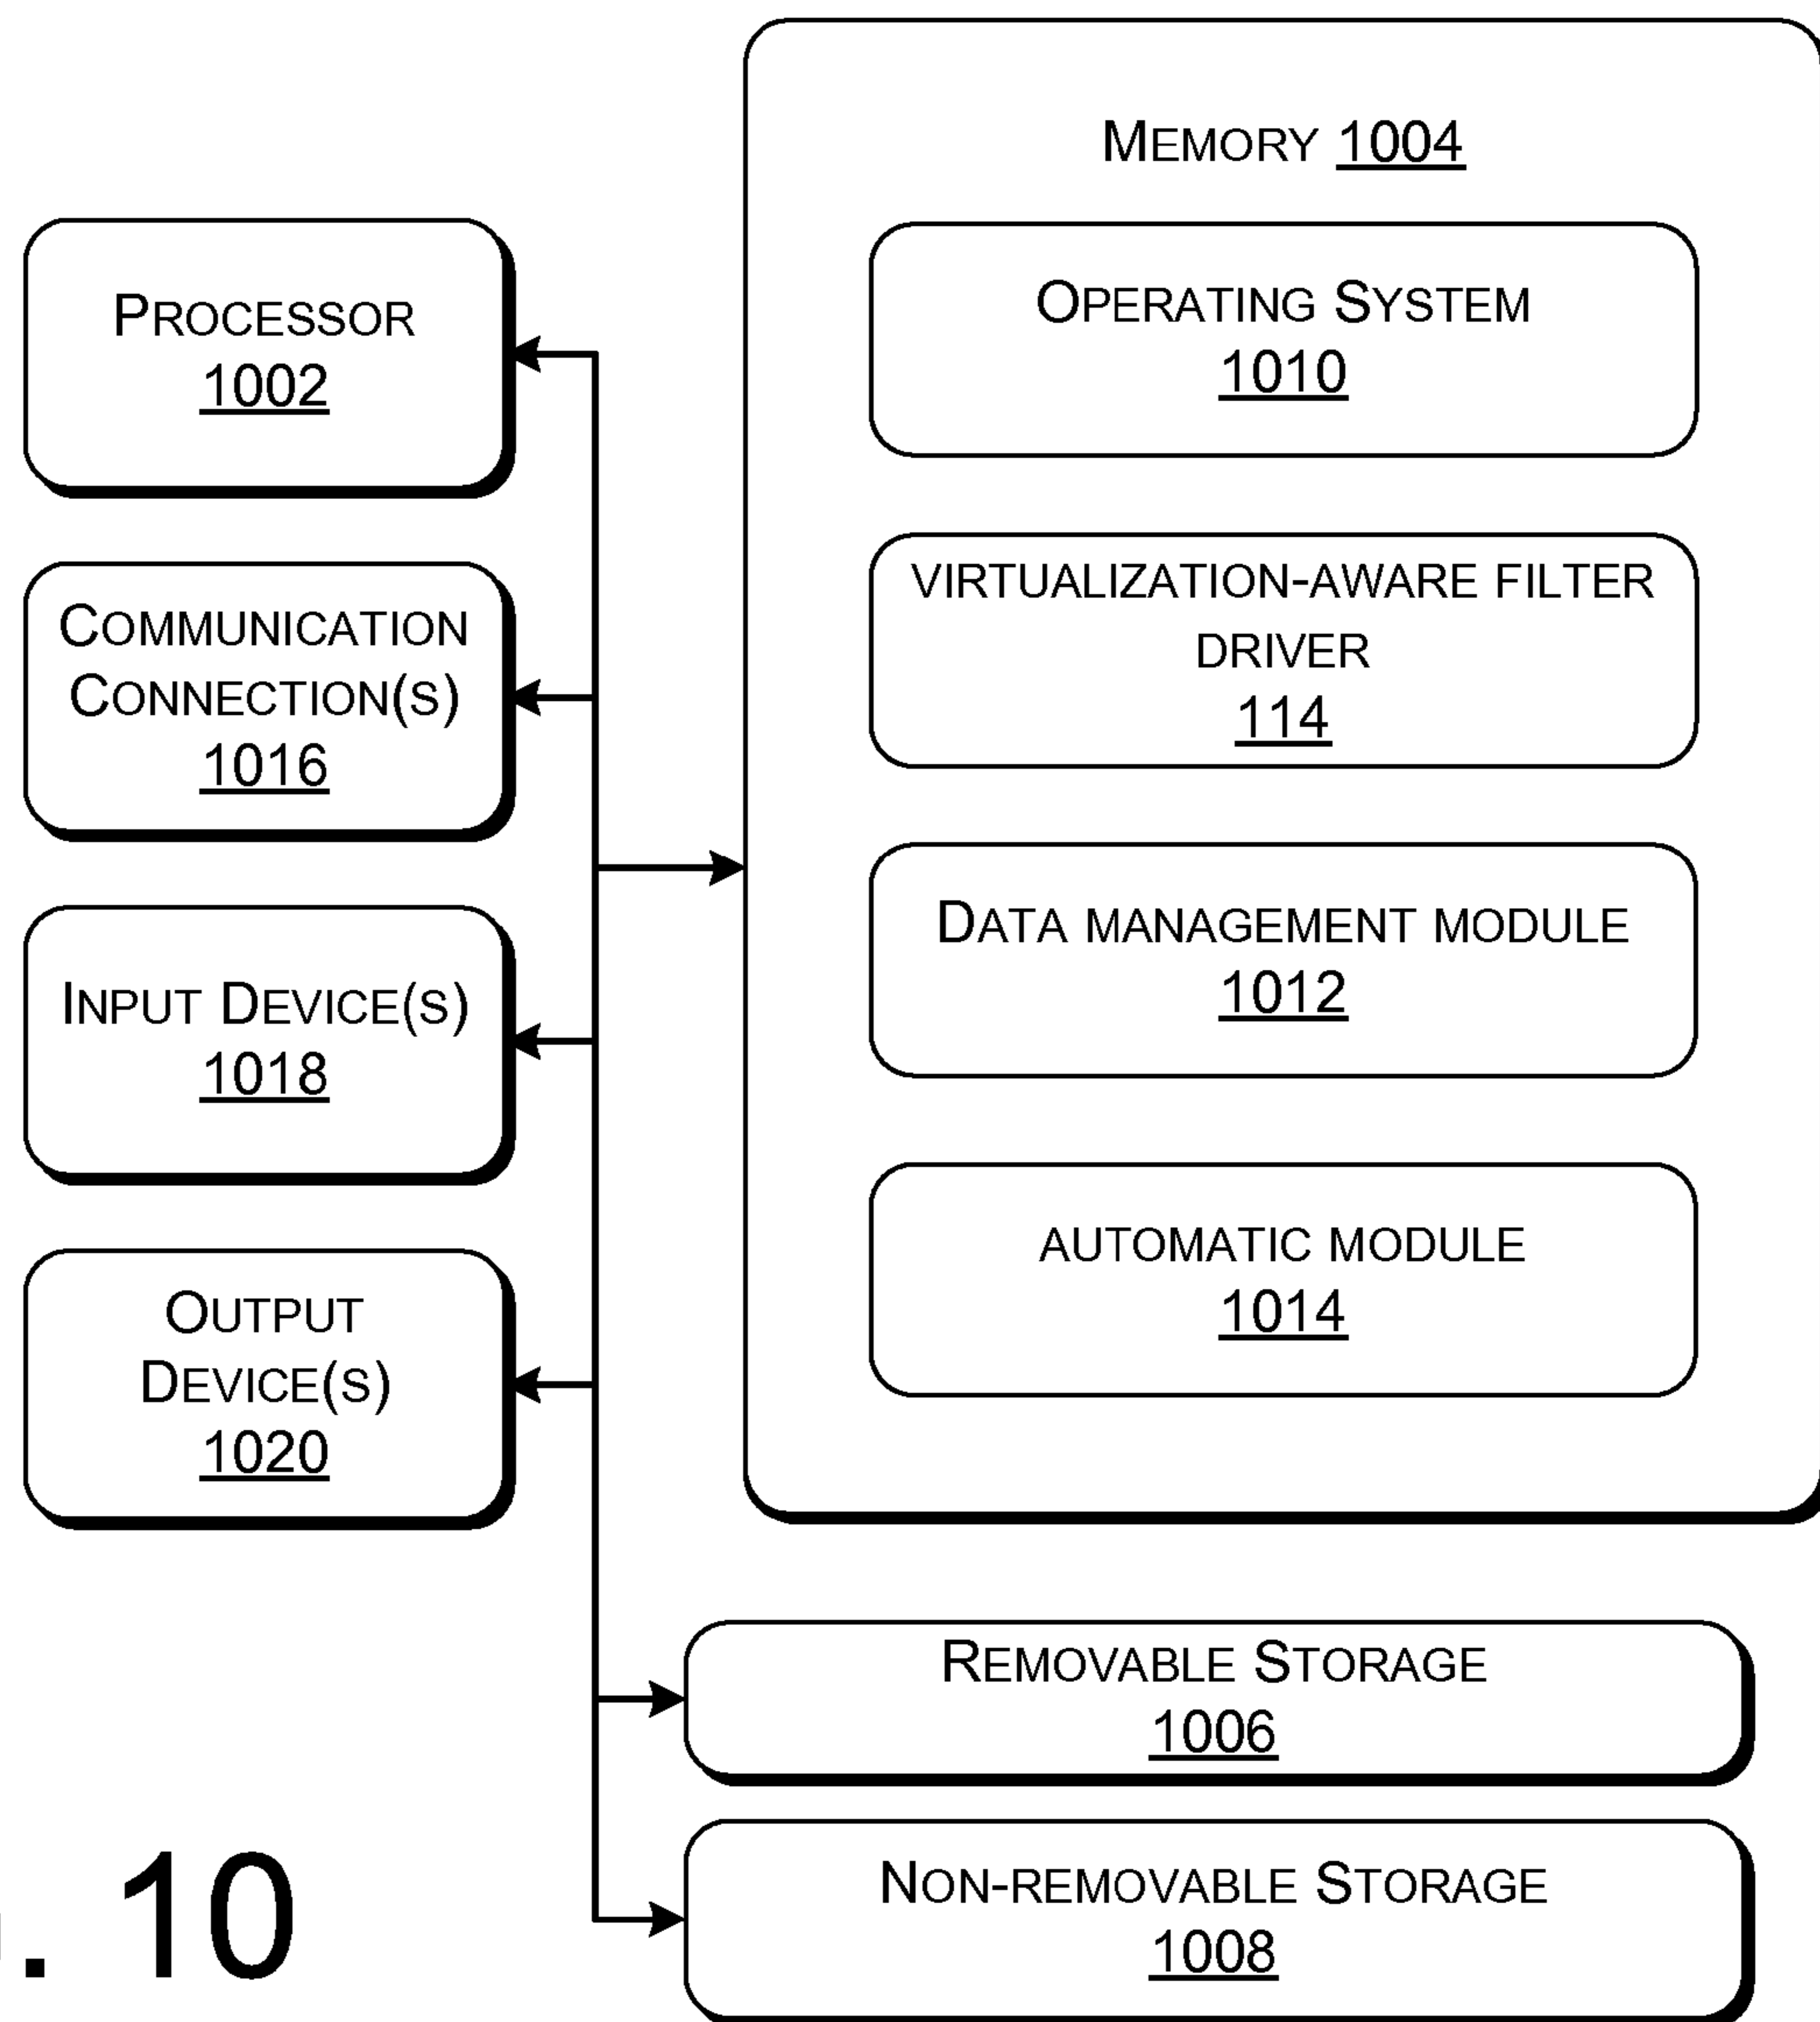 MEMORY 1004
PROCESSOR
1002
COMMUNICATION
CONNECTION(S)
1016
INPUT DEVICE(S)
1018
OUTPUT
DEVICE(S)
1020
OPERATING SYSTEM
1010
VIRTUALIZATION-AWARE FILTER
DRIVER
114
DATA MANAGEMENT MODULE
1012
AUTOMATIC MODULE
1014
REMOVABLE STORAGE
1006
NON-REMOVABLE STORAGE
1008
. 10